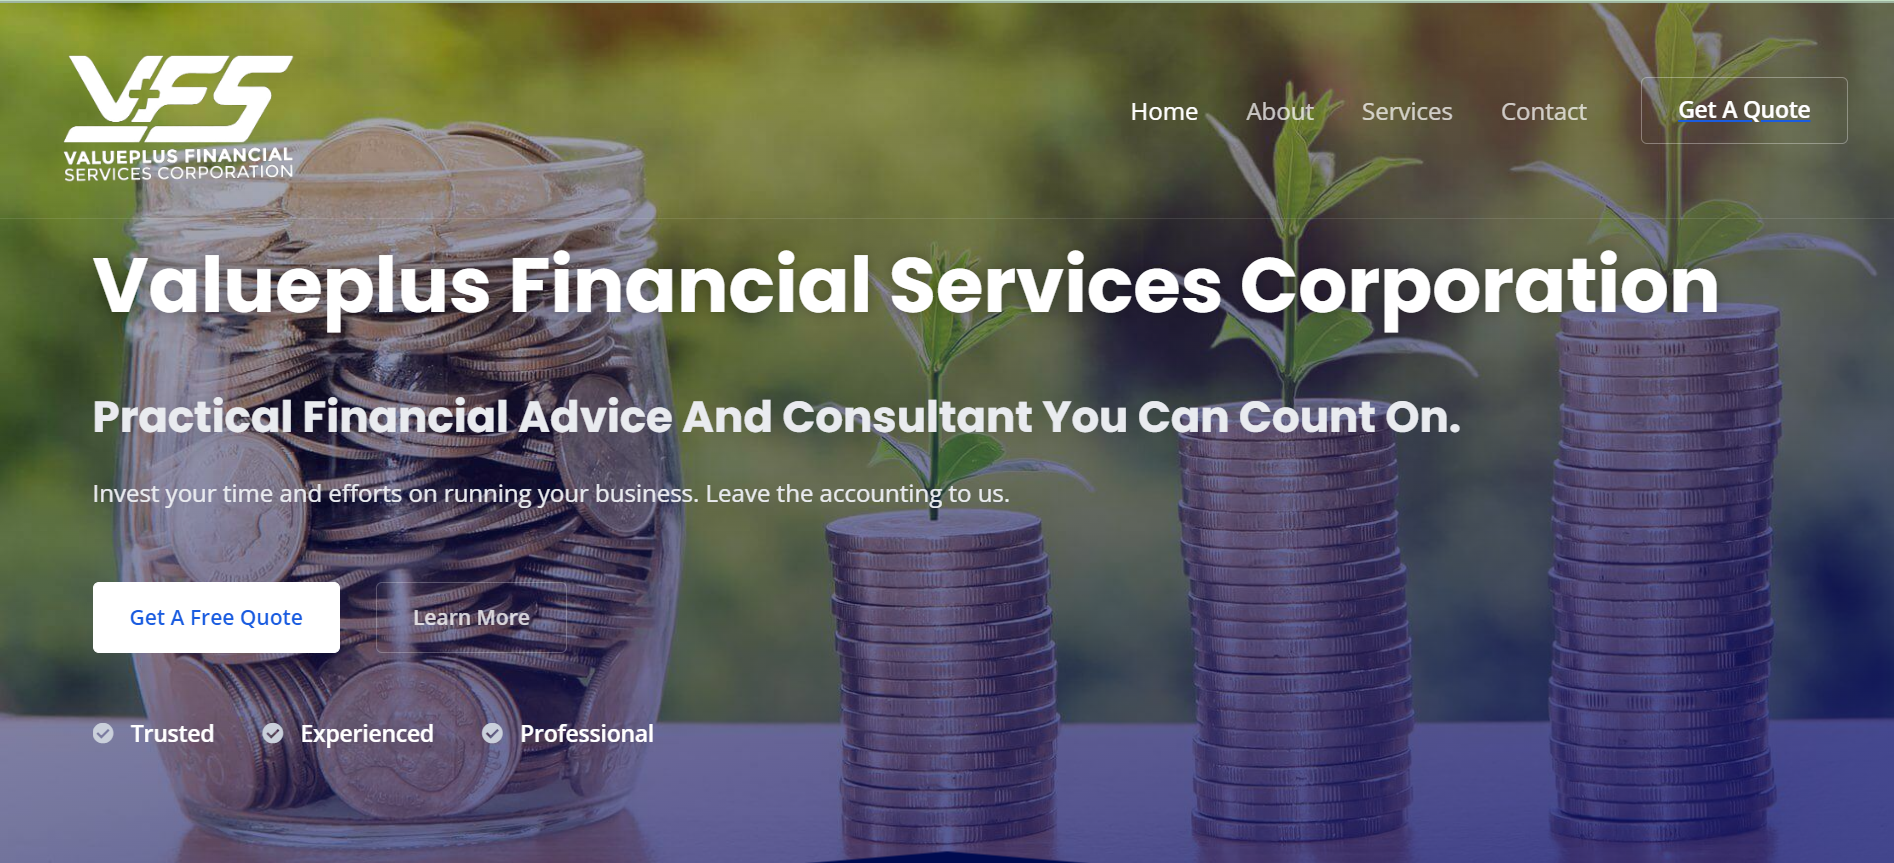 V+FS
VALUEPLUS FINANCIAL
SERVICES CORPORATION
Home About Services Contact Get A Quote
Valueplus Financial Services Corporation
Practical Financial Advice And Consultant You Can Count On.
Invest your time and efforts on running your business. Leave the accounting to us.
Get A Free Quote Learn More
Trusted Experienced Professional